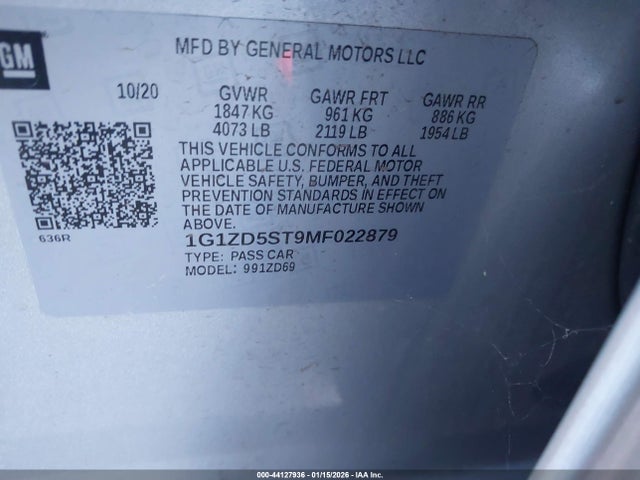 GM
MFD BY GENERAL MOTORS LLC
10/20 GVWR GAWR FRT GAWR RR
1847 KG 961 KG 886 KG
4073 LB 2119 LB 1954 LB
THIS VEHICLE CONFORMS TO ALL
APPLICABLE U.S. FEDERAL MOTOR
VEHICLE SAFETY, BUMPER, AND THEFT
PREVENTION STANDARDS IN EFFECT ON
THE DATE OF MANUFACTURE SHOWN
ABOVE.
636R
1G1ZD5ST9MF022879
TYPE: PASS CAR
MODEL: 991ZD69
000-44127936 - 01/15/2026 - IAA Inc.